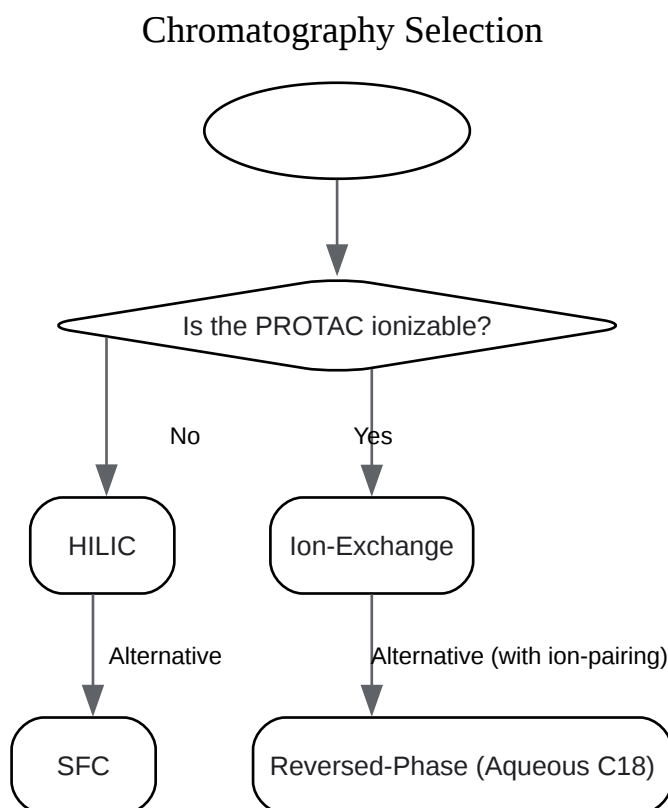 Chromatography Selection
Is the PROTAC ionizable?
No
Yes
HILIC
Ion-Exchange
Alternative
Alternative (with ion-pairing)
SFC
Reversed-Phase (Aqueous C18)